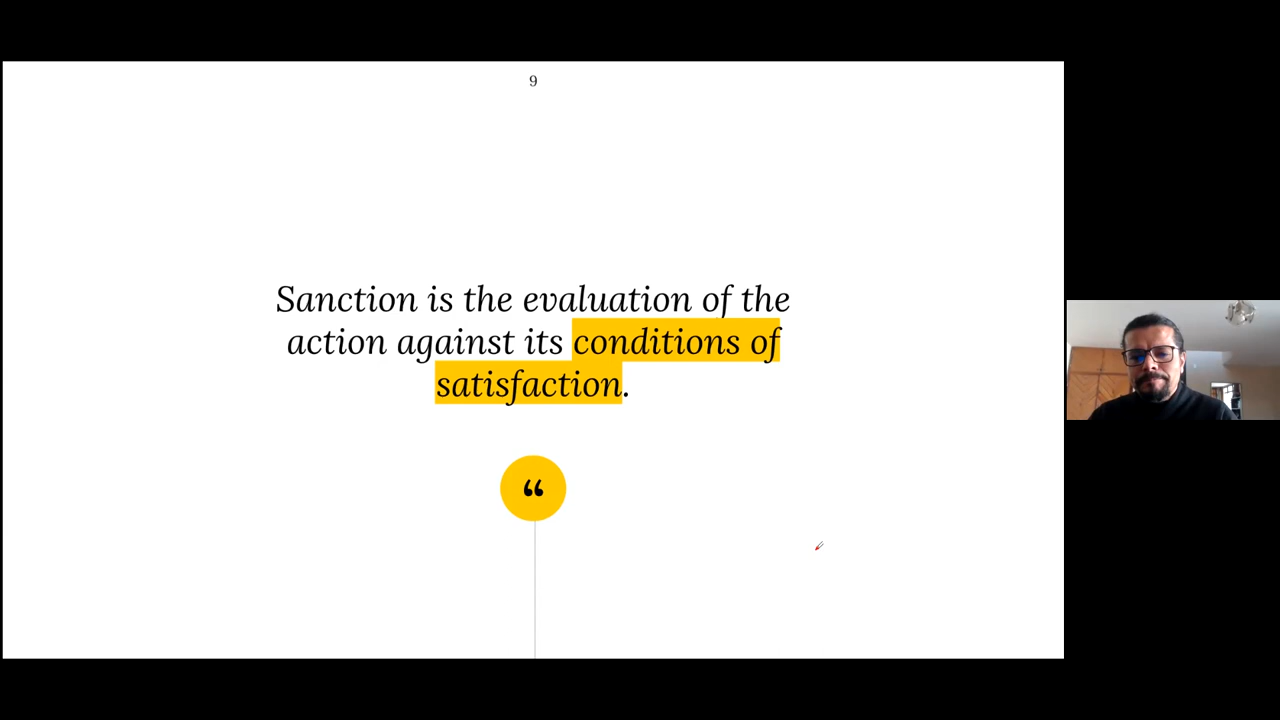 9
Sanction is the evaluation of the
action against its conditions of
satisfaction.
“